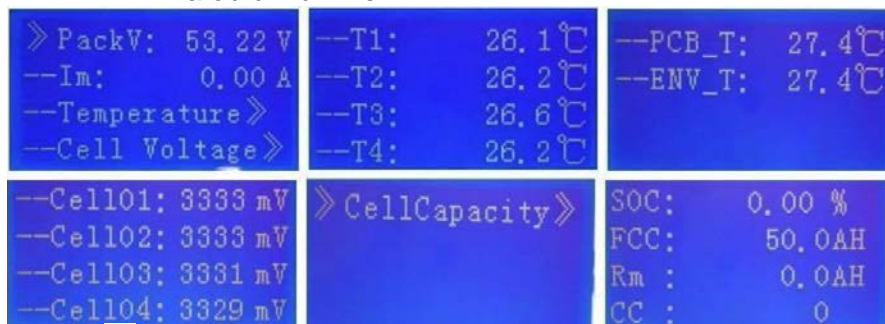 》PackV: 53.22 V
--Im: 0.00 A
--Temperature》
--Cell Voltage》
--T1: 26.1℃
--T2: 26.2℃
--T3: 26.6℃
--T4: 26.2℃
--PCB_T: 27.4℃
--ENV_T: 27.4℃
--Cell01: 3333 mV
--Cell02: 3333 mV
--Cell03: 3331 mV
--Cell04: 3329 mV
》CellCapacity》
SOC: 0.00 %
FCC: 50.0AH
Rm : 0.0AH
CC : 0